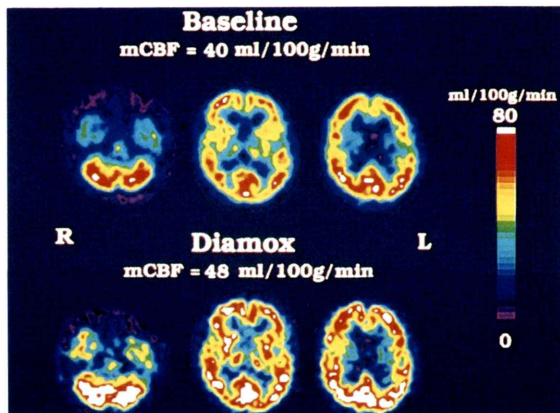 Baseline
mCBF = 40 ml/100g/min
ml/100g/min
80
R
L
Diamox
mCBF = 48 ml/100g/min
0